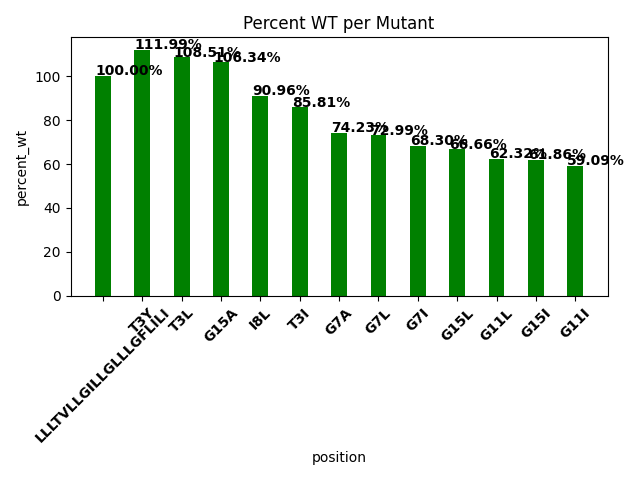 Percent WT per Mutant
percent_wt
100
80
60
40
20
0
100.00%
111.99%
108.51%
106.34%
90.96%
85.81%
74.23%
72.99%
68.30%
66.66%
62.32%
61.86%
59.09%
LLLTVLLGILLGLLLGFLILI
T3Y
T3L
G15A
I8L
T3I
G7A
G7L
G7I
G15L
G11L
G15I
G11I
position